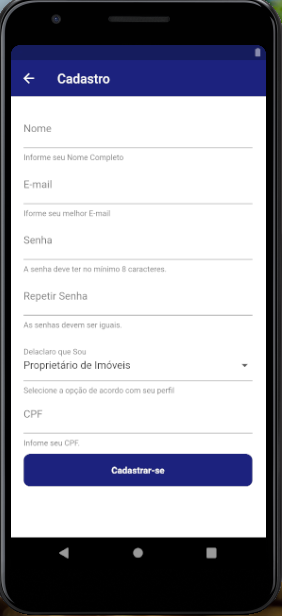 Cadastro
Nome
Informe seu Nome Completo
E-mail
Iforme seu melhor E-mail
Senha
A senha deve ter no mínimo 8 caracteres.
Repetir Senha
As senhas devem ser iguais.
Delaclaro que Sou
Proprietário de Imóveis
Selecione a opção de acordo com seu perfil
CPF
Infome seu CPF.
Cadastrar-se